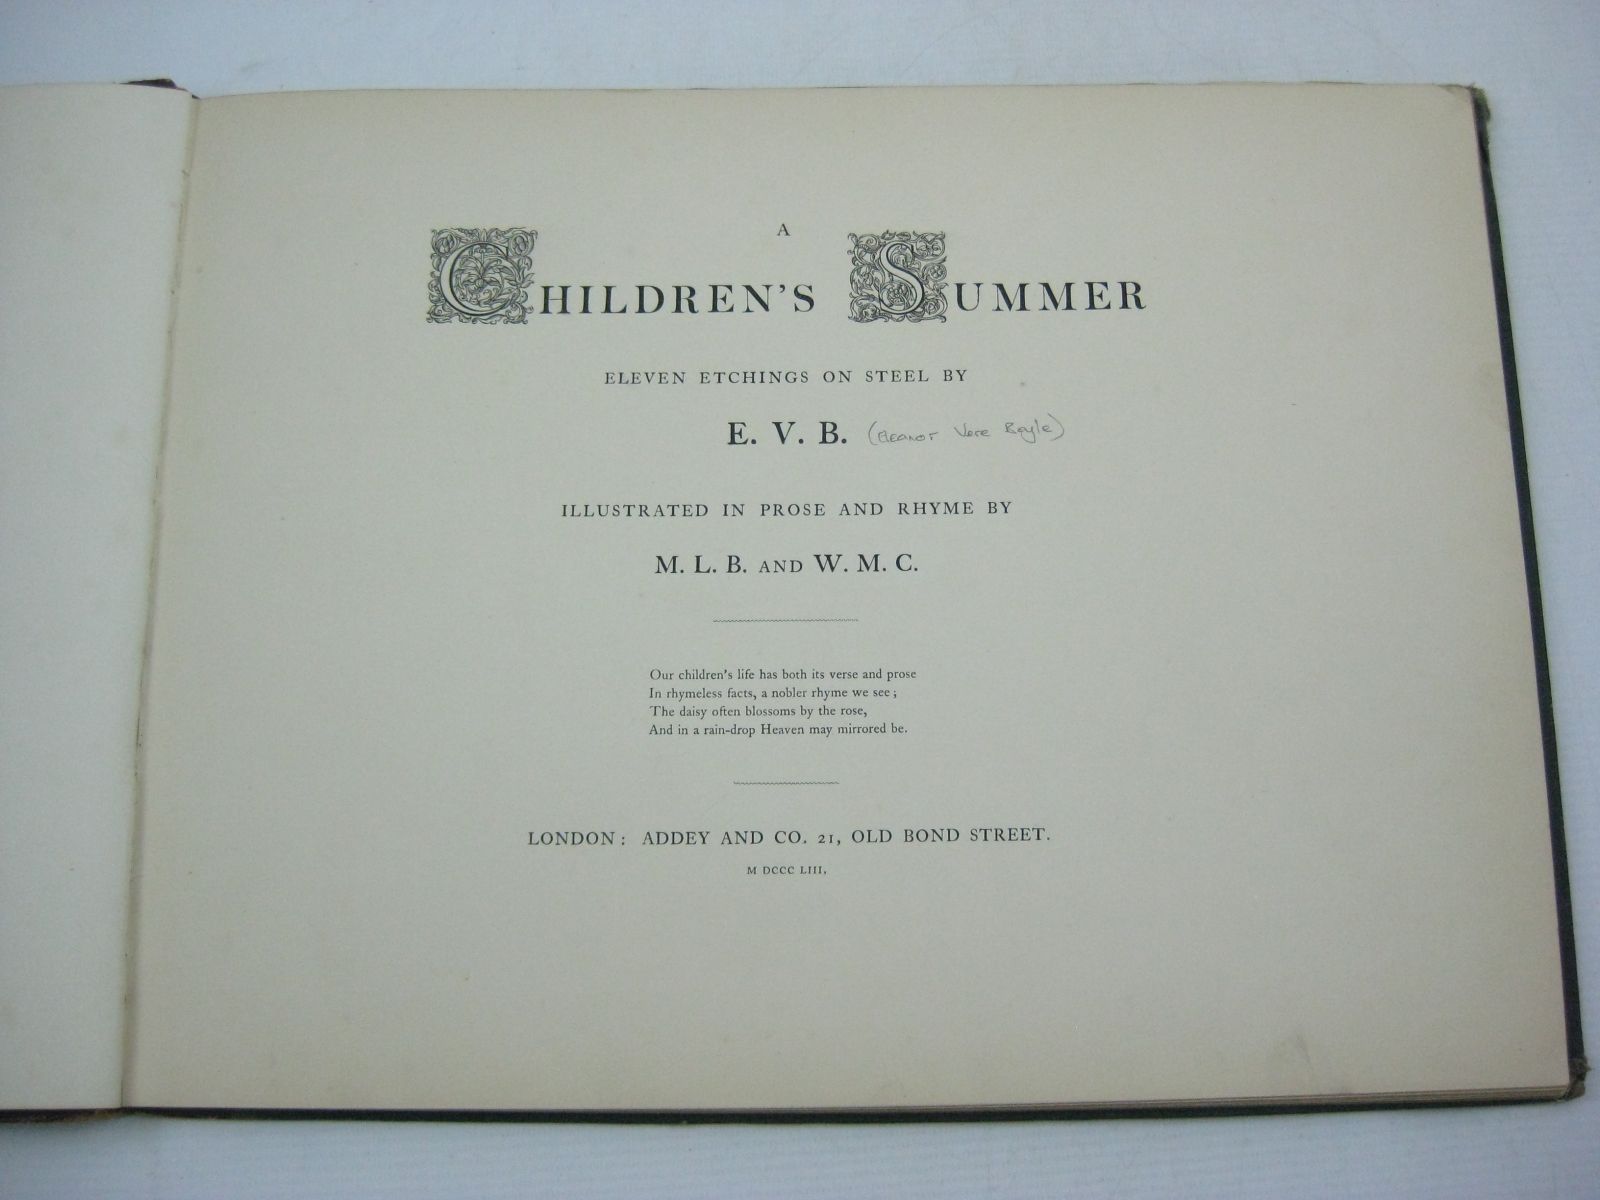 A
CHILDREN'S SUMMER
ELEVEN ETCHINGS ON STEEL BY
E. V. B. (Eleanor Vere Boyle)
ILLUSTRATED IN PROSE AND RHYME BY
M. L. B. AND W. M. C.
Our children's life has both its verse and prose
In rhymeless facts, a nobler rhyme we see;
The daisy often blossoms by the rose,
And in a rain-drop Heaven may mirrored be.
LONDON: ADDEY AND CO. 21, OLD BOND STREET.
M DCCC LIII.